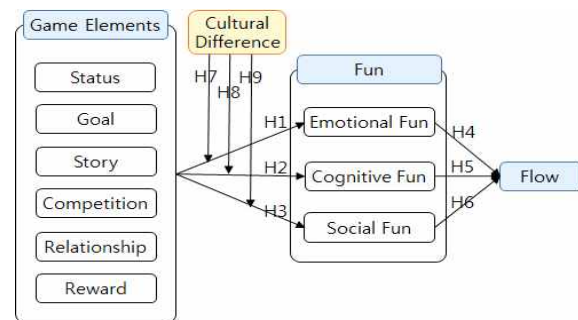 Game Elements
Status
Goal
Story
Competition
Relationship
Reward
Cultural
Difference
H7
H8
H9
H1
H2
H3
Fun
Emotional Fun
Cognitive Fun
Social Fun
H4
H5
H6
Flow